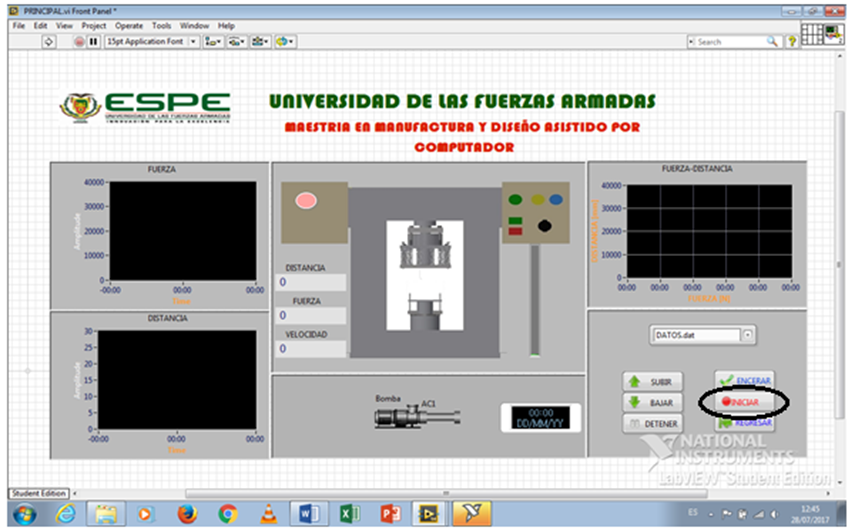 PRINCIPAL.vi Front Panel *
File Edit View Project Operate Tools Window Help
15pt Application Font
Search
ESPE
UNIVERSIDAD DE LAS FUERZAS ARMADAS
INNOVACIÓN PARA LA EXCELENCIA
UNIVERSIDAD DE LAS FUERZAS ARMADAS
MAESTRIA EN MANUFACTURA Y DISEÑO ASISTIDO POR
COMPUTADOR
FUERZA
Amplitude
40000
30000
20000
10000
0
-00:00 00:00 00:00
Time
DISTANCIA
Amplitude
30
25
20
15
10
5
0
-00:00 00:00 00:00
Time
DISTANCIA
0
FUERZA
0
VELOCIDAD
0
Bomba
AC1
00:00
DD/MM/YY
FUERZA-DISTANCIA
DISTANCIA [mm]
40000
30000
20000
10000
0
00:00 00:00 00:00 00:00 00:00 00:00
FUERZA [N]
DATOS.dat
SUBIR
ENCERAR
BAJAR
INICIAR
DETENER
REGRESAR
NATIONAL
INSTRUMENTS
LabVIEW™ Student Edition
Student Edition
ES
12:45
28/07/2017